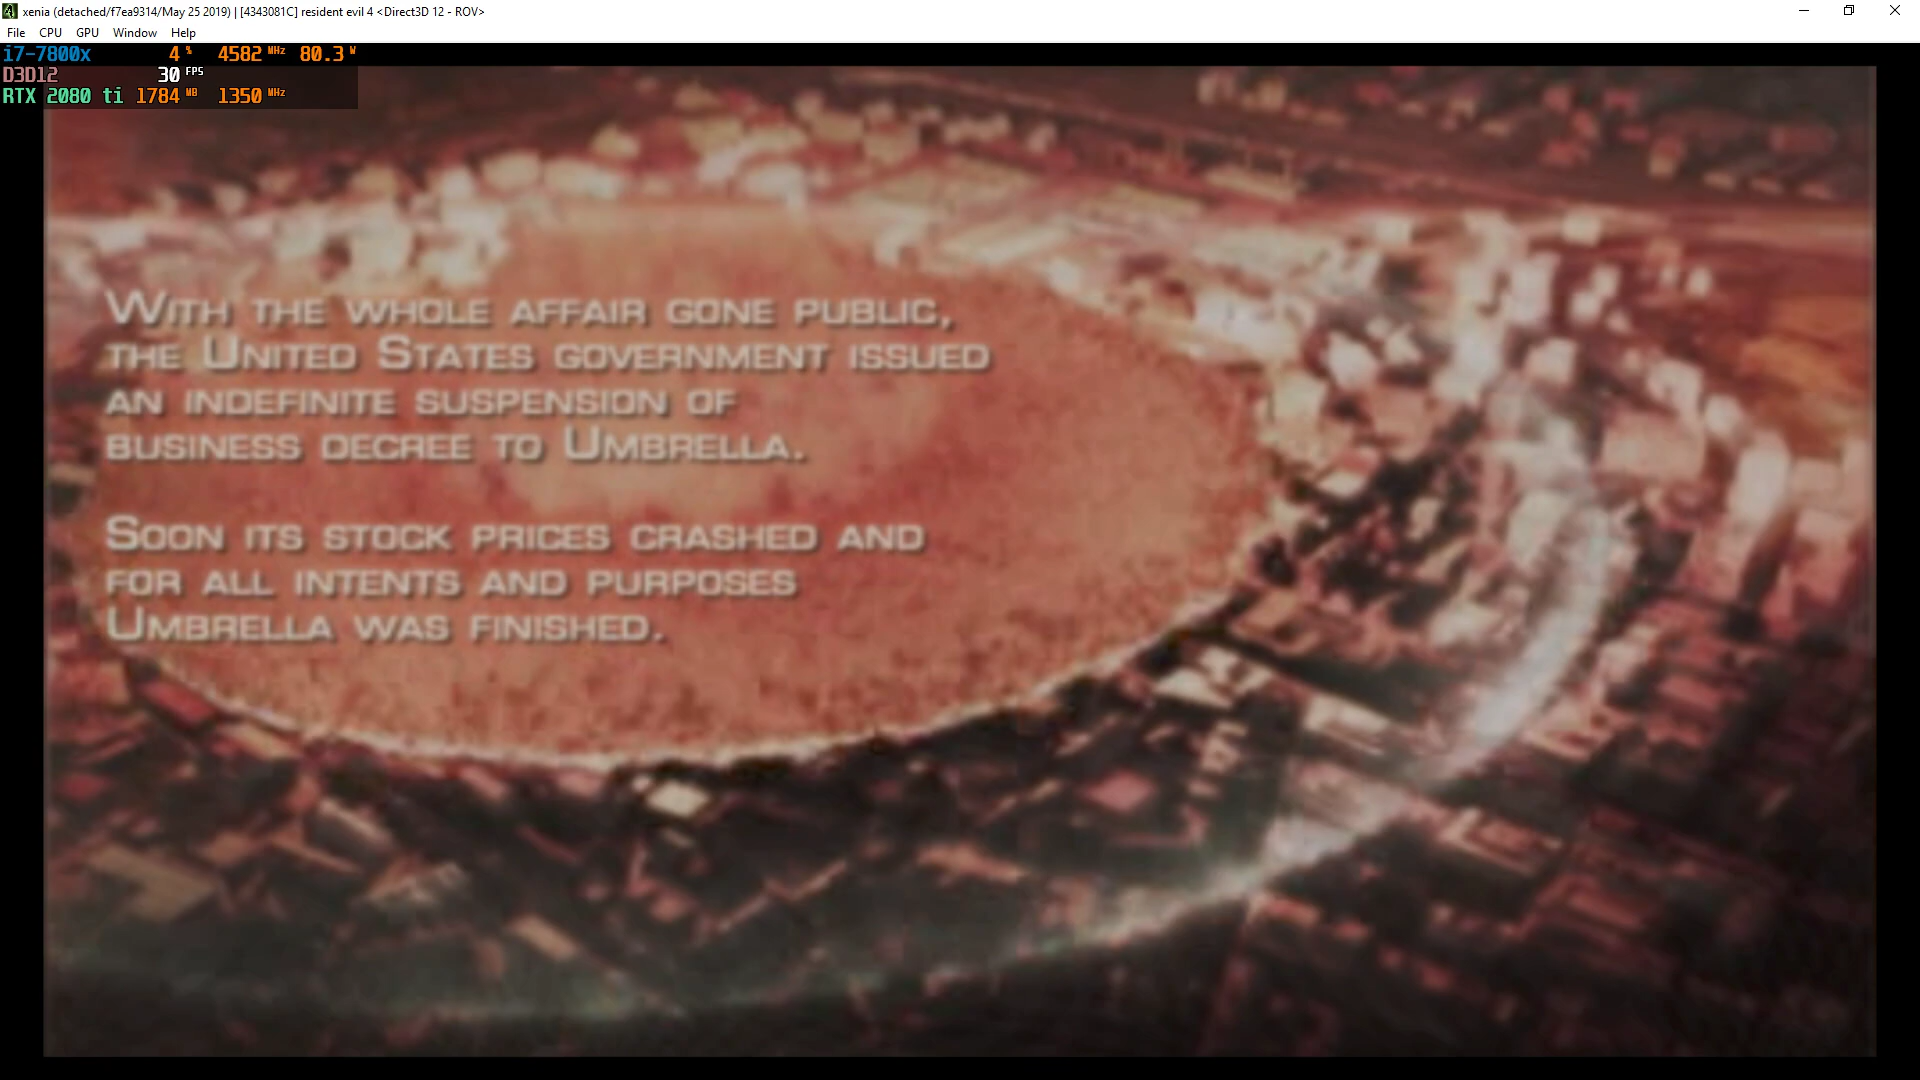 xenia (detached/f7ea9314/May 25 2019) | [4343081C] resident evil 4 <Direct3D 12 - ROV>
File CPU GPU Window Help
i7-7800x 4 % 4582 MHz 80.3 W
D3D12 30 FPS
RTX 2080 ti 1784 MB 1350 MHz
With the whole affair gone public,
the United States government issued
an indefinite suspension of
business decree to Umbrella.
Soon its stock prices crashed and
for all intents and purposes
Umbrella was finished.